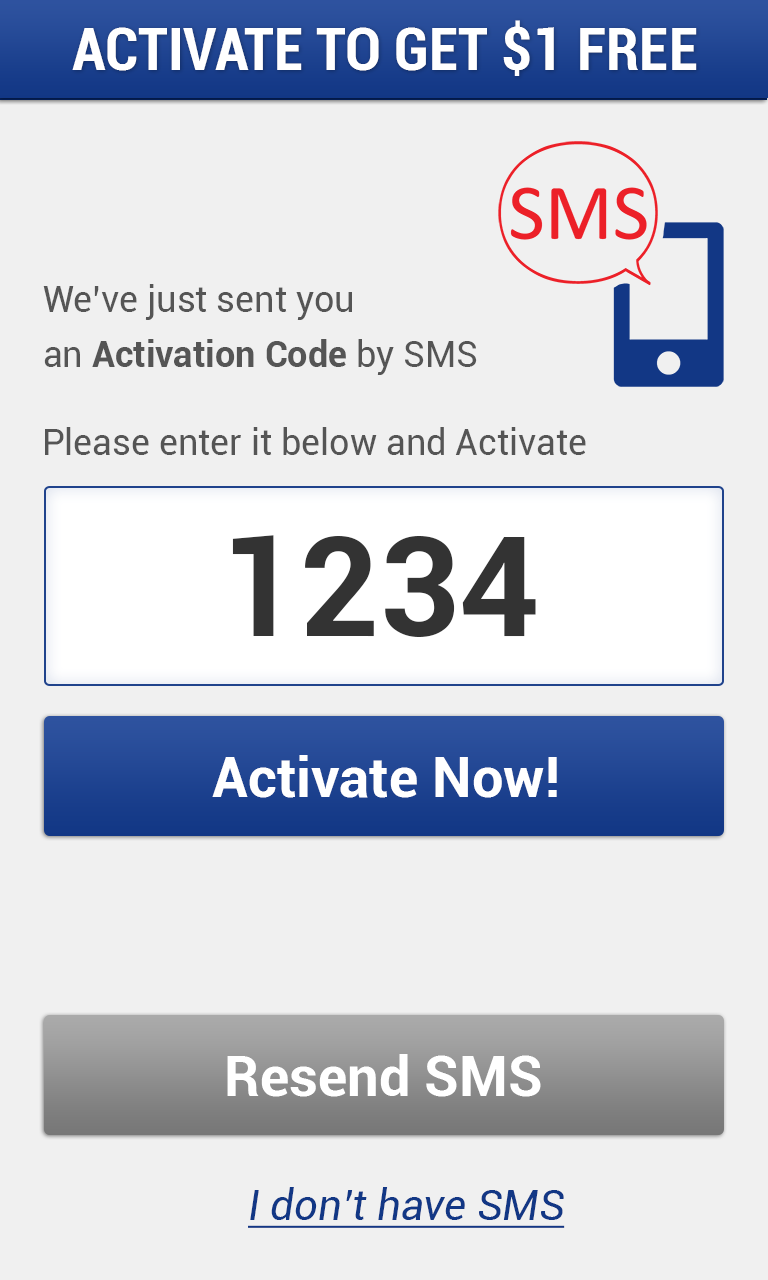 ACTIVATE TO GET $1 FREE
SMS
We've just sent you
an Activation Code by SMS
Please enter it below and Activate
1234
Activate Now!
Resend SMS
I don't have SMS